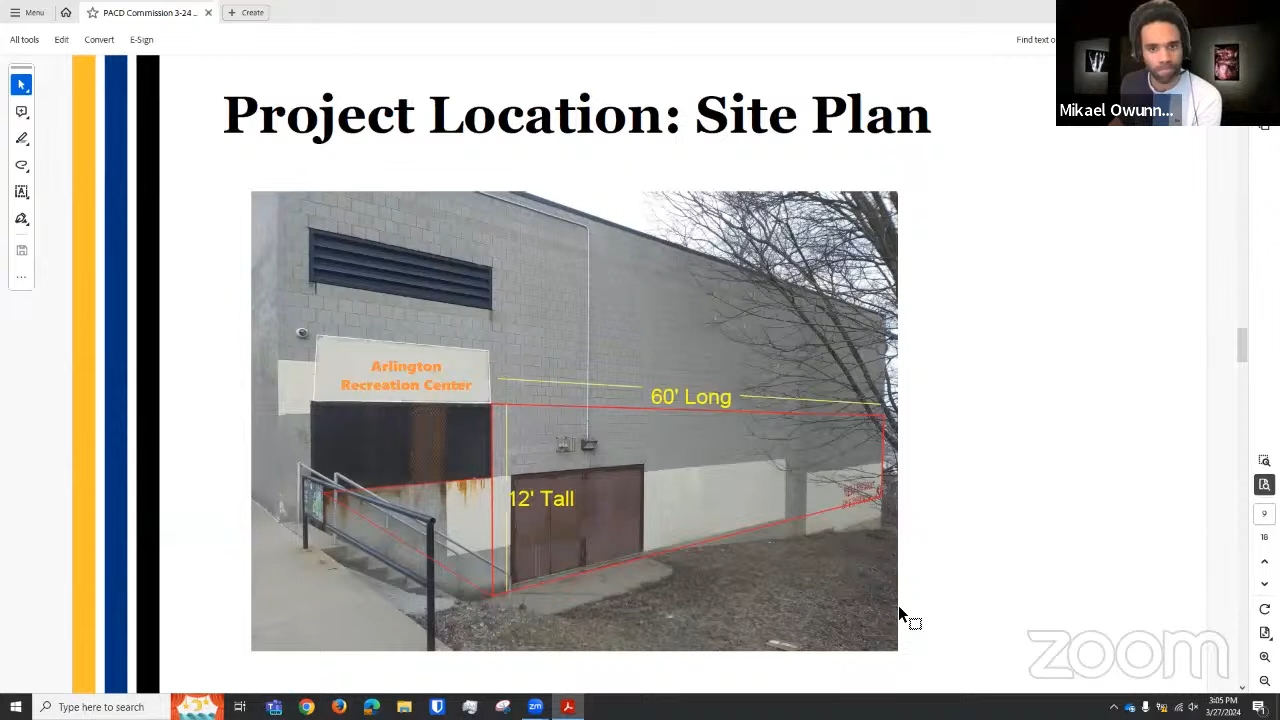 Menu
PACD Commission 3-24 ...
Create
All tools
Edit
Convert
E-Sign
Find text o
Mikael Owunn...
Project Location: Site Plan
Arlington
Recreation Center
60' Long
12' Tall
9
18
zoom
Type here to search
zm
3:05 PM
3/27/2024